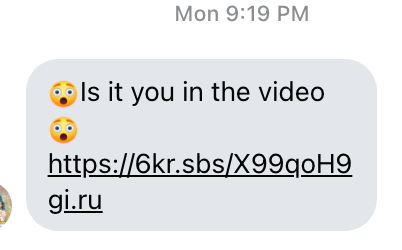 Mon 9:19 PM
😳Is it you in the video
😳
https://6kr.sbs/X99qoH9
gi.ru